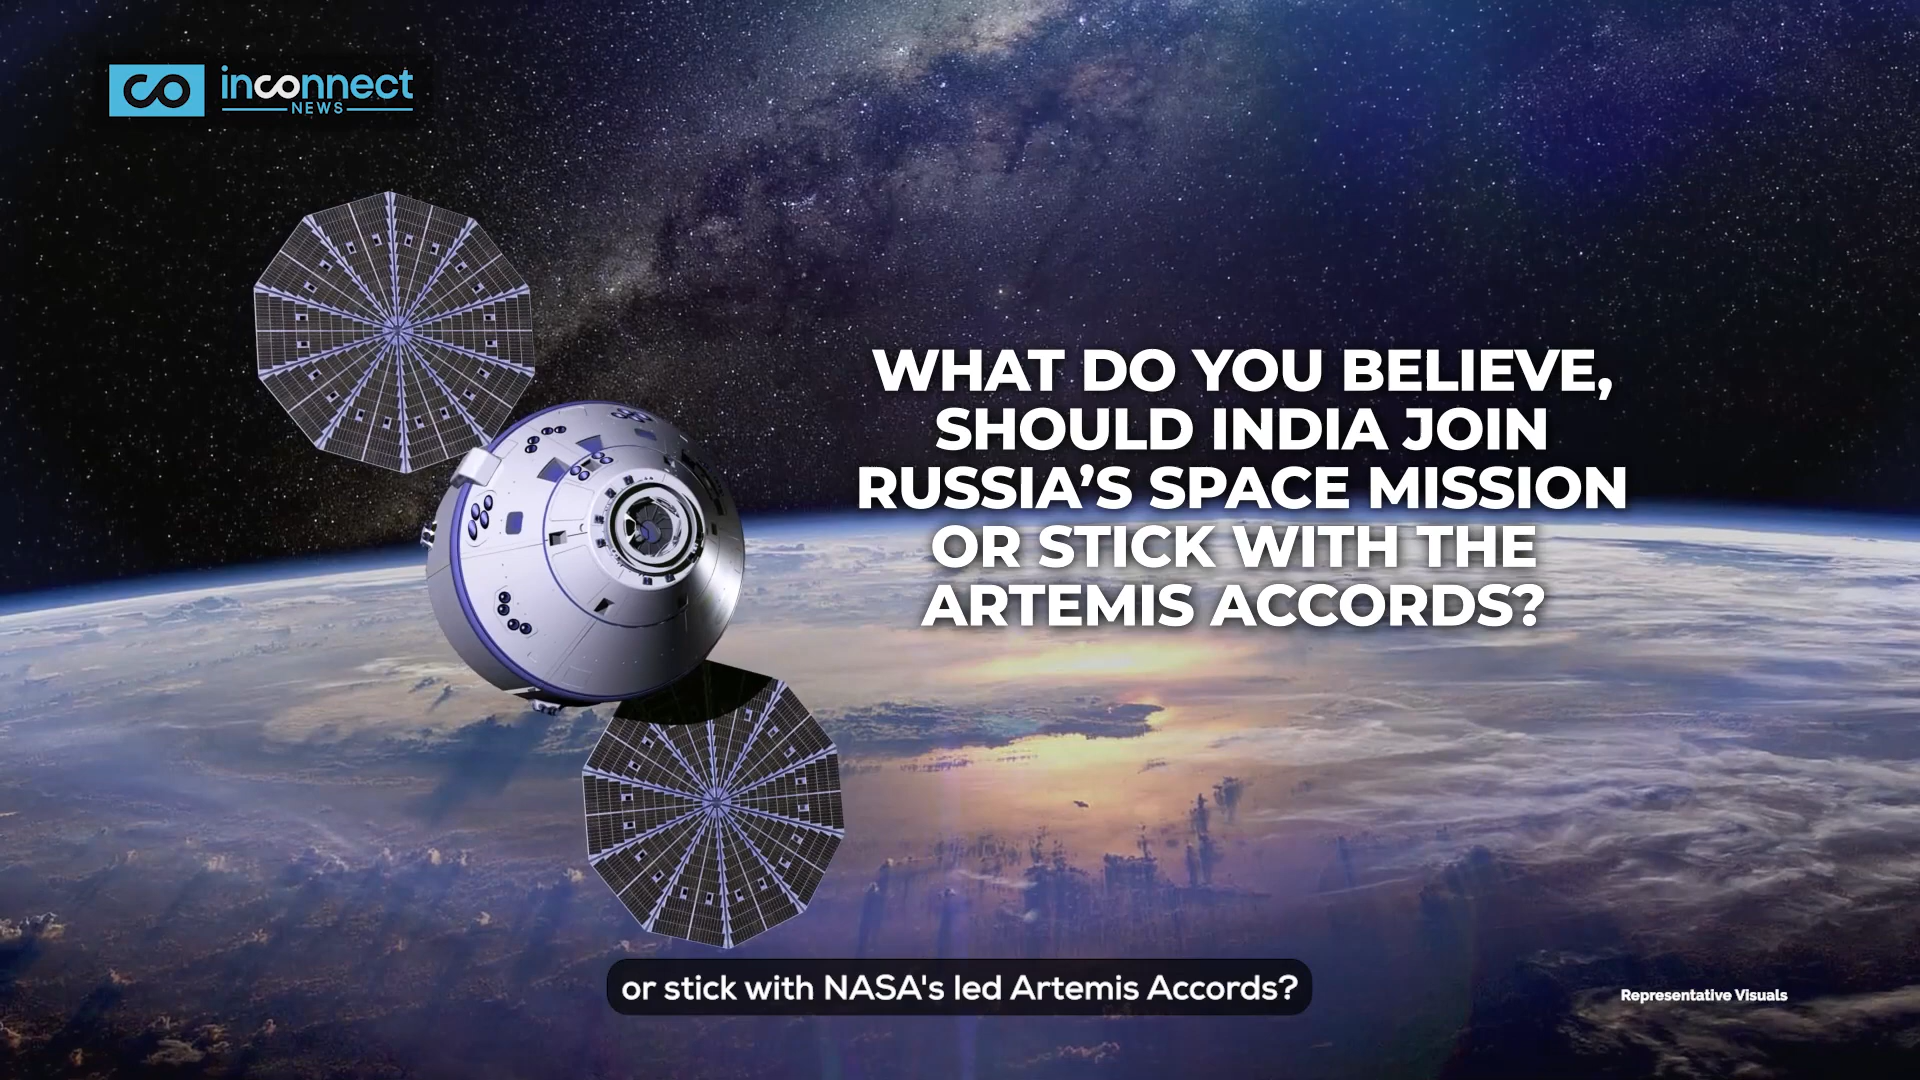 inconnect
NEWS
WHAT DO YOU BELIEVE,
SHOULD INDIA JOIN
RUSSIA’S SPACE MISSION
OR STICK WITH THE
ARTEMIS ACCORDS?
or stick with NASA's led Artemis Accords?
Representative Visuals